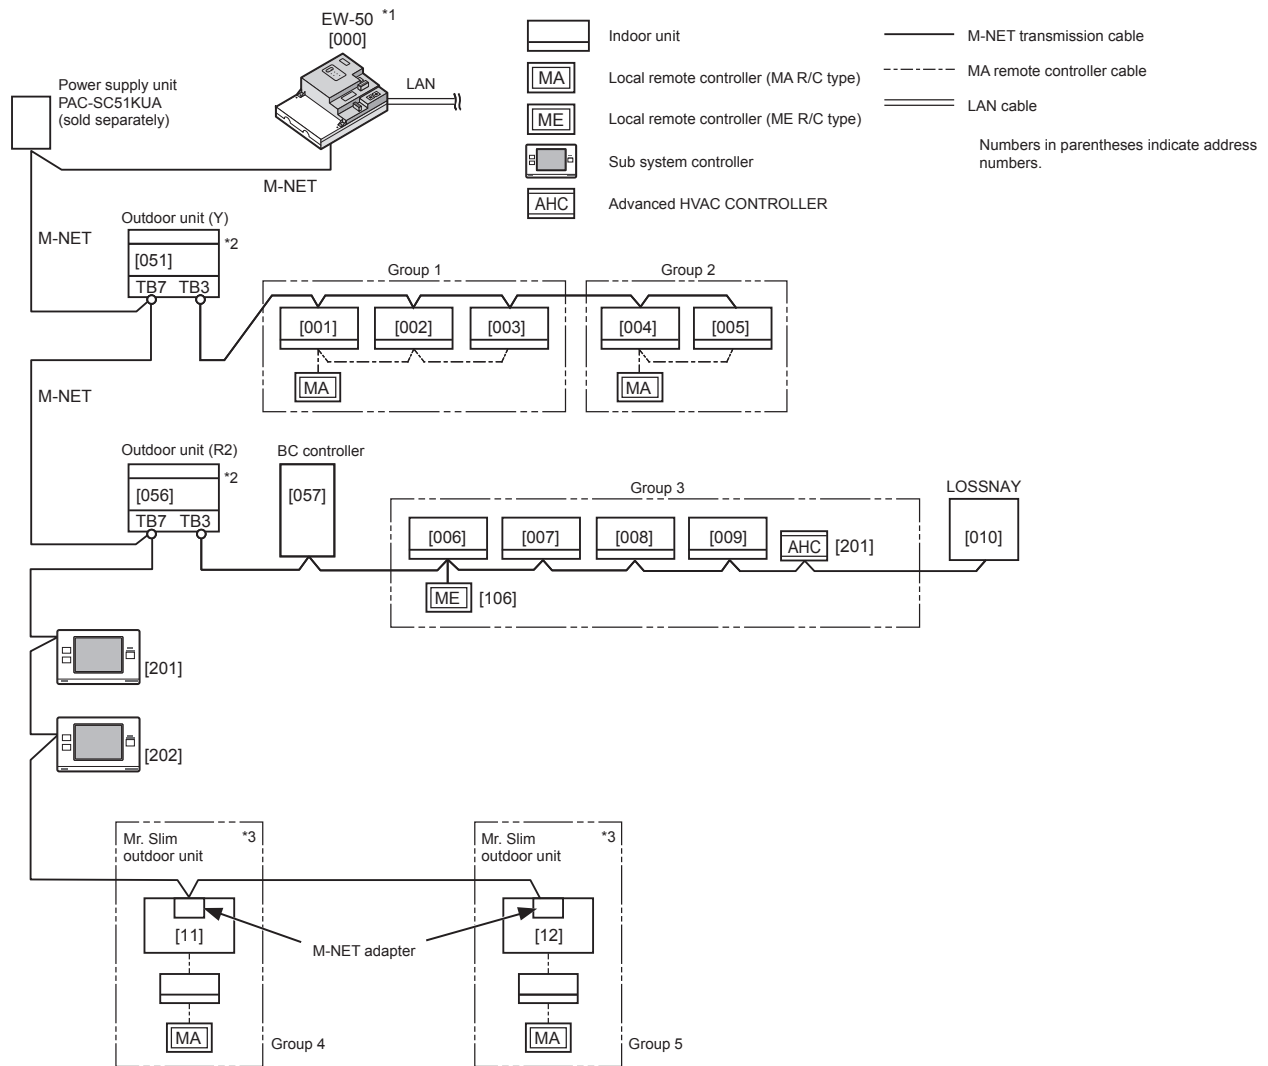 EW-50 *1
[000]
LAN
Power supply unit
PAC-SC51KUA
(sold separately)
M-NET
Indoor unit
MA
Local remote controller (MA R/C type)
ME
Local remote controller (ME R/C type)
Sub system controller
AHC
Advanced HVAC CONTROLLER
M-NET transmission cable
MA remote controller cable
LAN cable
Numbers in parentheses indicate address
numbers.
Outdoor unit (Y)
M-NET
*2
[051]
TB7 TB3
Group 1
[001] [002] [003]
MA
Group 2
[004] [005]
MA
M-NET
Outdoor unit (R2)
*2
[056]
TB7 TB3
BC controller
[057]
Group 3
[006] [007] [008] [009]
AHC [201]
ME [106]
LOSSNAY
[010]
[201]
[202]
Mr. Slim *3
outdoor unit
[11]
M-NET adapter
MA
Group 4
Mr. Slim *3
outdoor unit
[12]
MA
Group 5